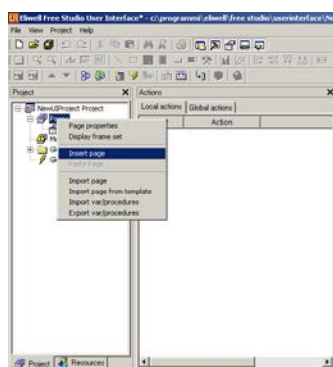 Eliwell Free Studio User Interface* - c:\programmi\eliwell\free studio\userinterface\Ne
File View Project Help
Project
Actions
NewUIProject Project
Local actions Global actions
Action
Page properties
Display frame set
Insert page
Paste Page
Import page
Import page from template
Import var/procedures
Export var/procedures
Project Resources